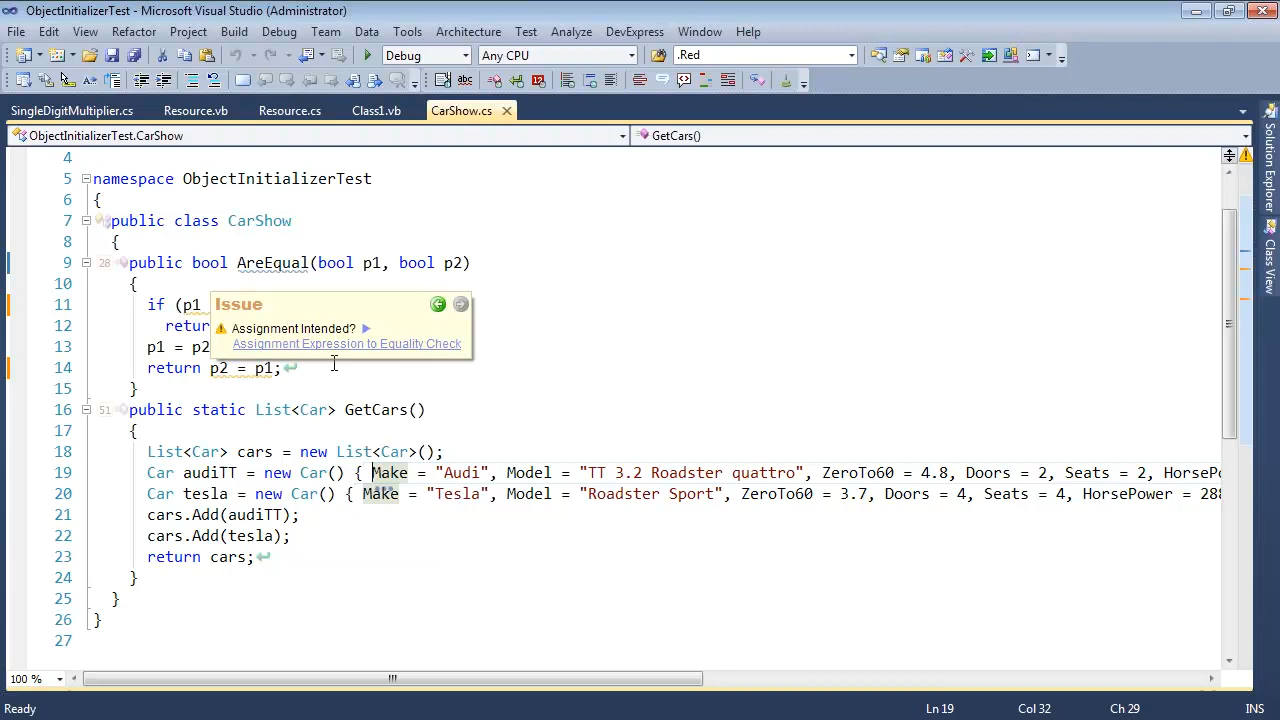 ObjectInitializerTest - Microsoft Visual Studio (Administrator)
File Edit View Refactor Project Build Debug Team Data Tools Architecture Test Analyze DevExpress Window Help
Debug Any CPU .Red
SingleDigitMultiplier.cs Resource.vb Resource.cs Class1.vb CarShow.cs
ObjectInitializerTest.CarShow GetCars()
4
5 namespace ObjectInitializerTest
6 {
7 public class CarShow
8 {
9 28 public bool AreEqual(bool p1, bool p2)
10 {
11 if (p1
12 retur
13 p1 = p2
14 return p2 = p1;
15 }
16 51 public static List<Car> GetCars()
17 {
18 List<Car> cars = new List<Car>();
19 Car audiTT = new Car() { Make = "Audi", Model = "TT 3.2 Roadster quattro", ZeroTo60 = 4.8, Doors = 2, Seats = 2, HorsePo
20 Car tesla = new Car() { Make = "Tesla", Model = "Roadster Sport", ZeroTo60 = 3.7, Doors = 4, Seats = 4, HorsePower = 288
21 cars.Add(audiTT);
22 cars.Add(tesla);
23 return cars;
24 }
25 }
26 }
27
Issue
Assignment Intended?
Assignment Expression to Equality Check
Solution Explorer
Class View
100 %
Ready Ln 19 Col 32 Ch 29 INS